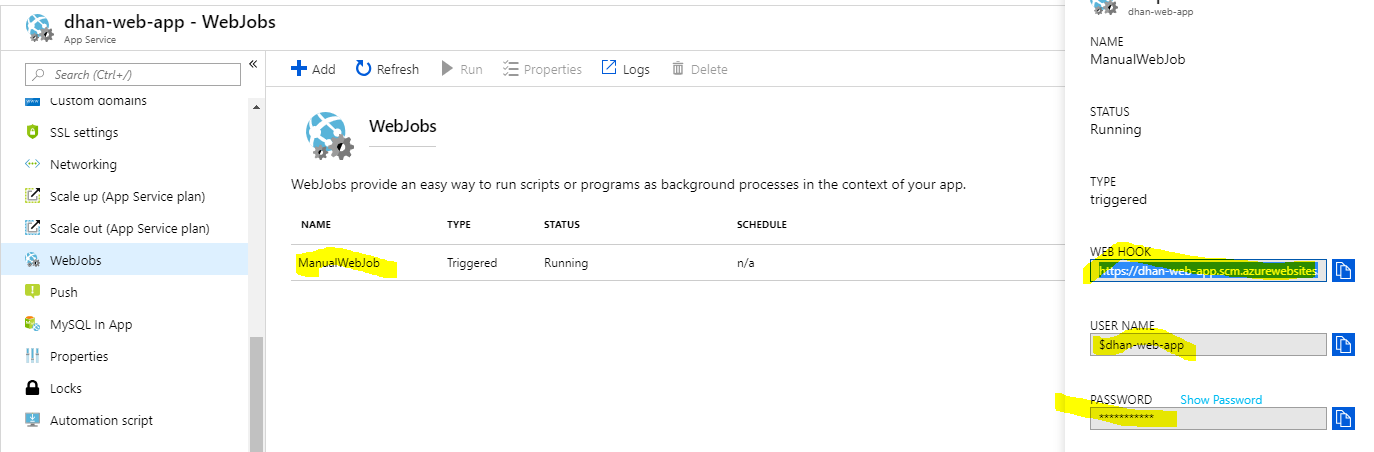 dhan-web-app - WebJobs
App Service
Search (Ctrl+/)
«
Custom domains
SSL settings
Networking
Scale up (App Service plan)
Scale out (App Service plan)
WebJobs
Push
MySQL In App
Properties
Locks
Automation script
Add Refresh Run Properties Logs Delete
WebJobs
WebJobs provide an easy way to run scripts or programs as background processes in the context of your app.
NAME TYPE STATUS SCHEDULE
ManualWebJob Triggered Running n/a
dhan-web-app
NAME
ManualWebJob
STATUS
Running
TYPE
triggered
WEB HOOK
https://dhan-web-app.scm.azurewebsites
USER NAME
$dhan-web-app
PASSWORD Show Password
***********